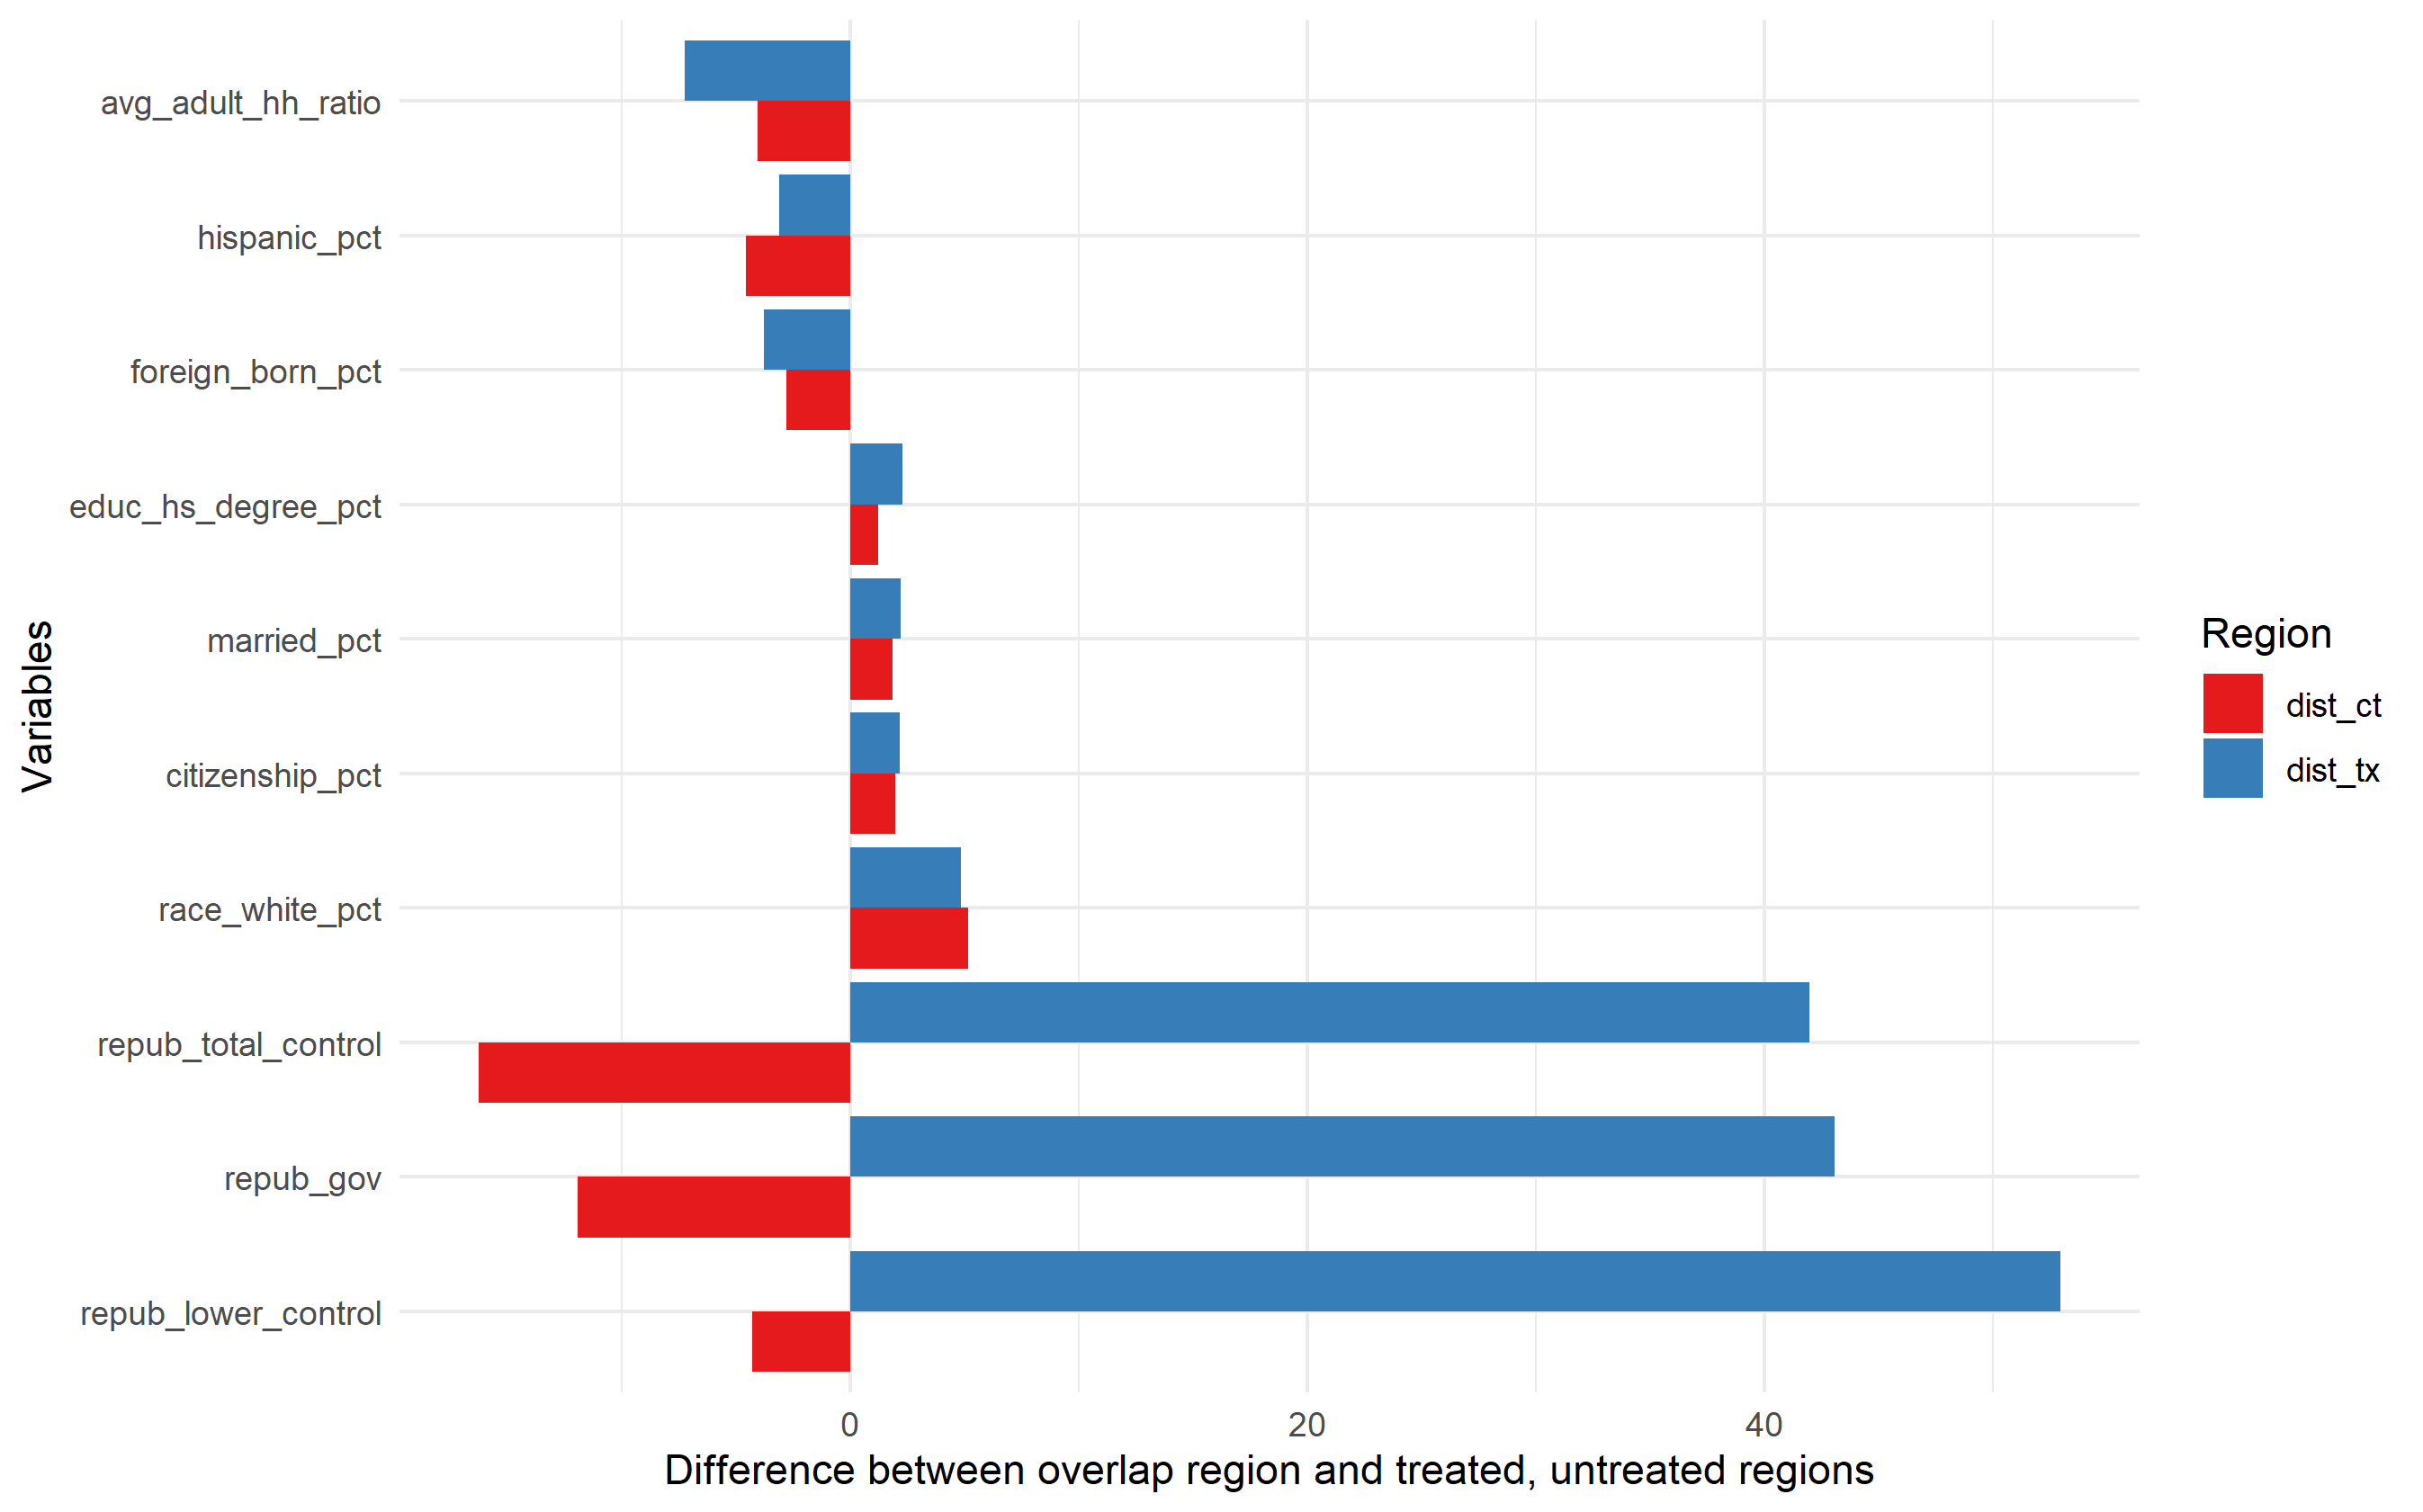 avg_adult_hh_ratio
hispanic_pct
foreign_born_pct
educ_hs_degree_pct
married_pct
citizenship_pct
race_white_pct
repub_total_control
repub_gov
repub_lower_control
Variables
0 20 40
Difference between overlap region and treated, untreated regions
Region
dist_ct
dist_tx